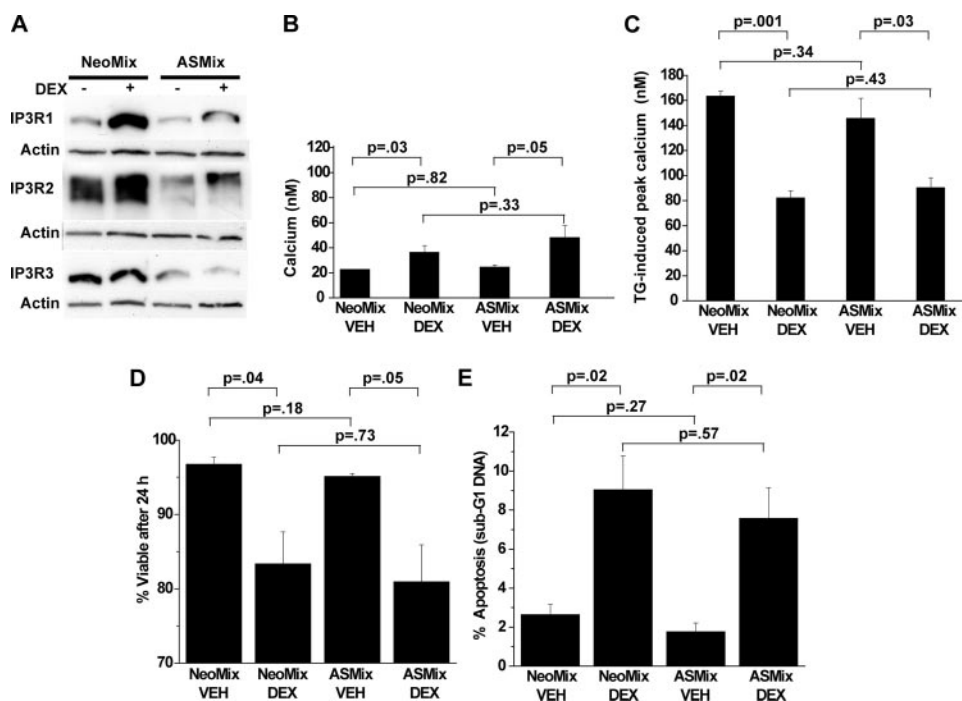 A
NeoMix ASMix
DEX - + - +
IP3R1
Actin
IP3R2
Actin
IP3R3
Actin
B
p=.03 p=.05
p=.82
p=.33
Calcium (nM)
120
100
80
60
40
20
0
NeoMix VEH
NeoMix DEX
ASMix VEH
ASMix DEX
C
p=.001 p=.03
p=.34
p=.43
TG-induced peak calcium (nM)
180
160
140
120
100
80
60
40
20
0
NeoMix VEH
NeoMix DEX
ASMix VEH
ASMix DEX
D
p=.04 p=.05
p=.18
p=.73
% Viable after 24 h
100
90
80
70
NeoMix VEH
NeoMix DEX
ASMix VEH
ASMix DEX
E
p=.02 p=.02
p=.27
p=.57
% Apoptosis (sub-G1 DNA)
12
10
8
6
4
2
0
NeoMix VEH
NeoMix DEX
ASMix VEH
ASMix DEX